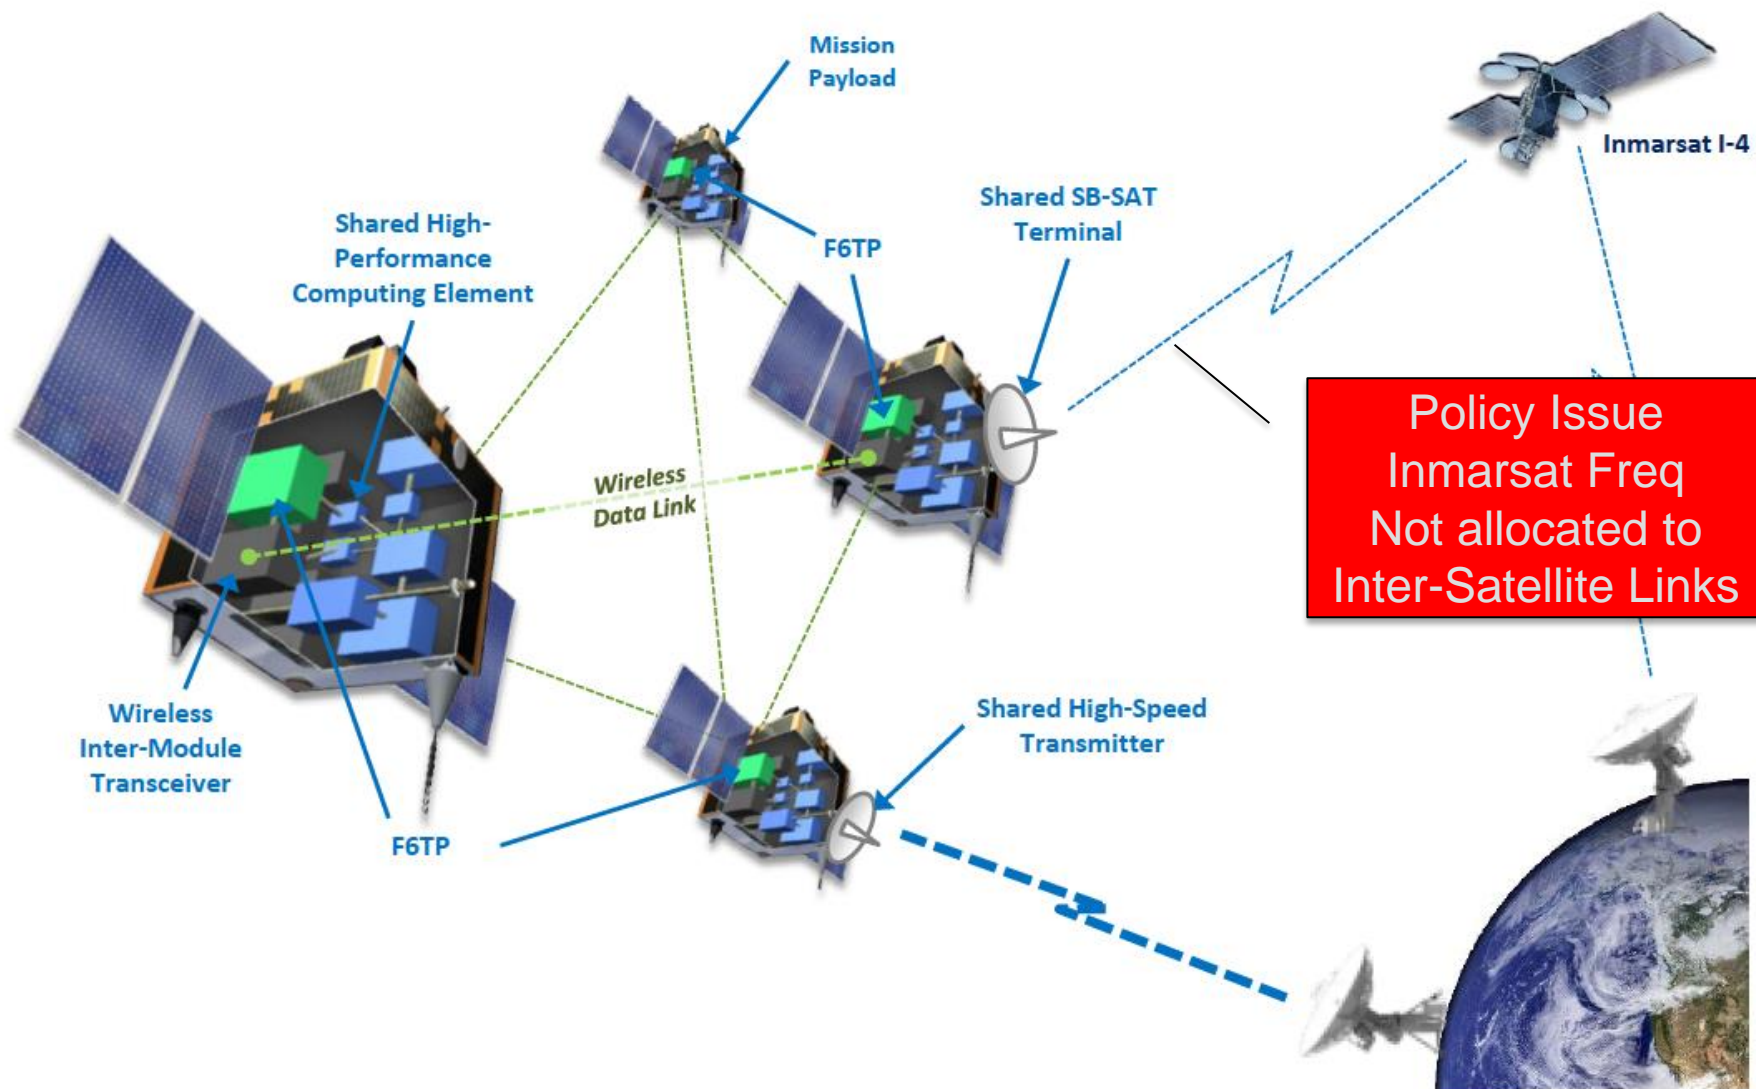 Mission
Payload
Inmarsat I-4
Shared SB-SAT
Terminal
Shared High-
Performance
Computing Element
F6TP
Policy Issue
Inmarsat Freq
Not allocated to
Inter-Satellite Links
Wireless
Data Link
Wireless
Inter-Module
Transceiver
Shared High-Speed
Transmitter
F6TP